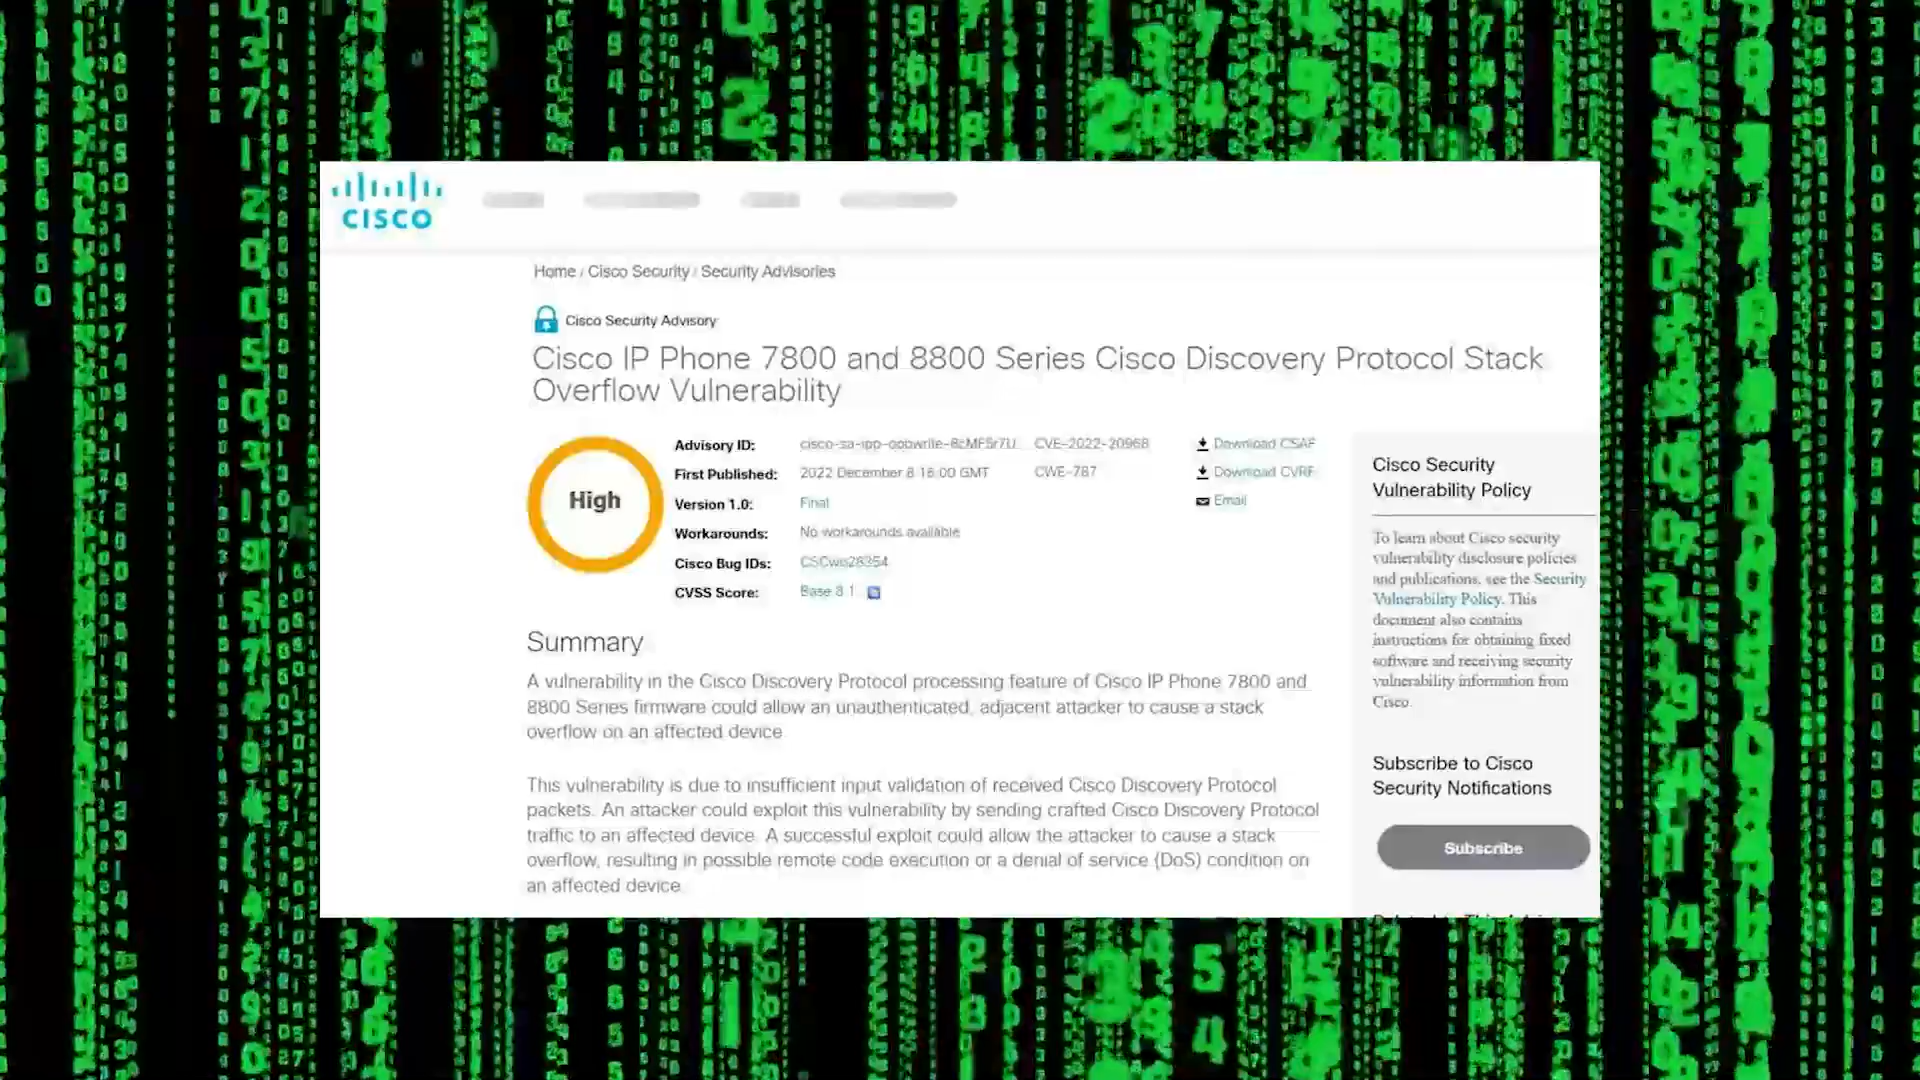 CISCO
Home / Cisco Security / Security Advisories
Cisco Security Advisory
Cisco IP Phone 7800 and 8800 Series Cisco Discovery Protocol Stack
Overflow Vulnerability
High
Advisory ID:
CVE-2022-20968
Download CSAF
First Published: 2022 December 8 16:00 GMT
CWE-787
Download CVRF
Version 1.0: Final
Email
Workarounds: No workarounds available
Cisco Bug IDs:
CVSS Score: Base 8.1
Summary
A vulnerability in the Cisco Discovery Protocol processing feature of Cisco IP Phone 7800 and
8800 Series firmware could allow an unauthenticated, adjacent attacker to cause a stack
overflow on an affected device
This vulnerability is due to insufficient input validation of received Cisco Discovery Protocol
packets. An attacker could exploit this vulnerability by sending crafted Cisco Discovery Protocol
traffic to an affected device. A successful exploit could allow the attacker to cause a stack
overflow, resulting in possible remote code execution or a denial of service (DoS) condition on
an affected device
Cisco Security
Vulnerability Policy
To learn about Cisco security
vulnerability disclosure policies
and publications, see the Security
Vulnerability Policy. This
document also contains
instructions for obtaining fixed
software and receiving security
vulnerability information from
Cisco.
Subscribe to Cisco
Security Notifications
Subscribe